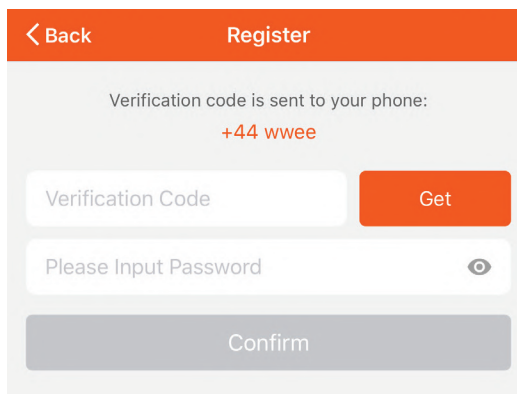 Back
Register
Verification code is sent to your phone:
+44 wwee
Verification Code
Get
Please Input Password
Confirm